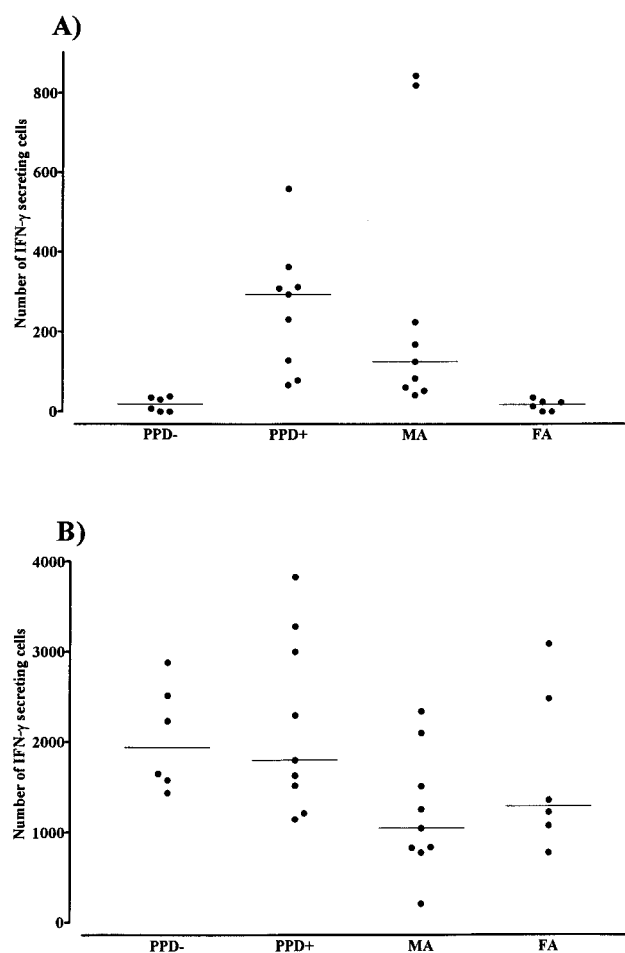 A)
Number of IFN-γ secreting cells
800
600
400
200
0
PPD- PPD+ MA FA
B)
Number of IFN-γ secreting cells
4000
3000
2000
1000
0
PPD- PPD+ MA FA